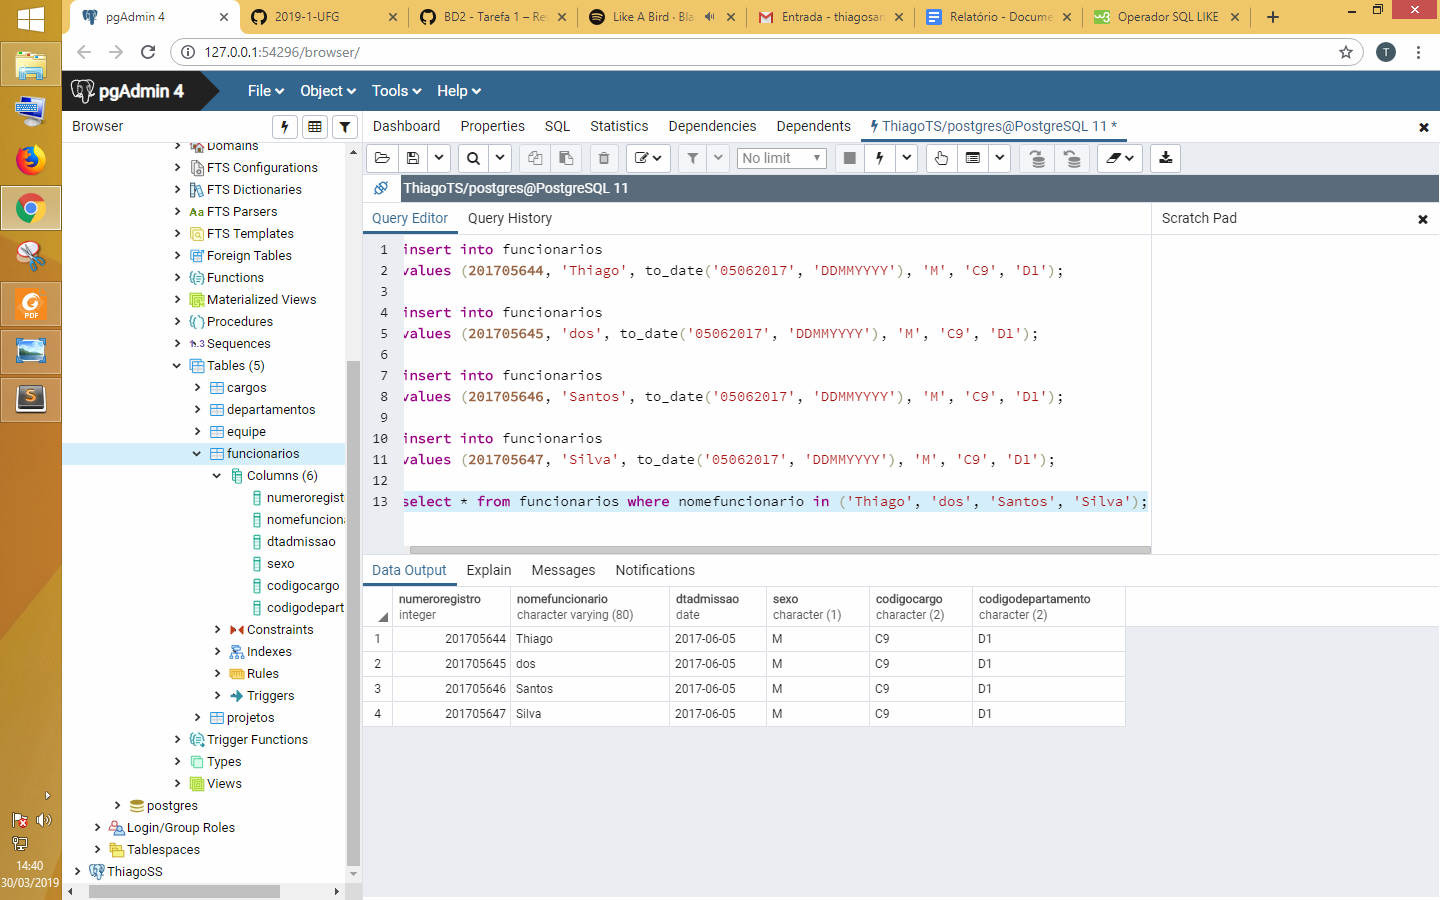 pgAdmin 4
2019-1-UFG
BD2 - Tarefa 1 – Re
Like A Bird - Bla
Entrada - thiagosan
Relatório - Docume
Operador SQL LIKE
127.0.0.1:54296/browser/
T
pgAdmin 4
File
Object
Tools
Help
Browser
Dashboard
Properties
SQL
Statistics
Dependencies
Dependents
ThiagoTS/postgres@PostgreSQL 11 *
No limit
ThiagoTS/postgres@PostgreSQL 11
Query Editor
Query History
Scratch Pad
Domains
FTS Configurations
FTS Dictionaries
Aa FTS Parsers
FTS Templates
Foreign Tables
Functions
Materialized Views
Procedures
1.3 Sequences
Tables (5)
cargos
departamentos
equipe
funcionarios
Columns (6)
numeroregist
nomefunciona
dtadmissao
sexo
codigocargo
codigodepart
Constraints
Indexes
Rules
Triggers
projetos
Trigger Functions
Types
Views
postgres
Login/Group Roles
Tablespaces
ThiagoSS
1 insert into funcionarios
2 values (201705644, 'Thiago', to_date('05062017', 'DDMMYYYY'), 'M', 'C9', 'D1');
3
4 insert into funcionarios
5 values (201705645, 'dos', to_date('05062017', 'DDMMYYYY'), 'M', 'C9', 'D1');
6
7 insert into funcionarios
8 values (201705646, 'Santos', to_date('05062017', 'DDMMYYYY'), 'M', 'C9', 'D1');
9
10 insert into funcionarios
11 values (201705647, 'Silva', to_date('05062017', 'DDMMYYYY'), 'M', 'C9', 'D1');
12
13 select * from funcionarios where nomefuncionario in ('Thiago', 'dos', 'Santos', 'Silva');
Data Output
Explain
Messages
Notifications
numeroregistro nomefuncionario dtadmissao sexo codigocargo codigodepartamento
integer character varying (80) date character (1) character (2) character (2)
1 201705644 Thiago 2017-06-05 M C9 D1
2 201705645 dos 2017-06-05 M C9 D1
3 201705646 Santos 2017-06-05 M C9 D1
4 201705647 Silva 2017-06-05 M C9 D1
PDF
14:40
30/03/2019